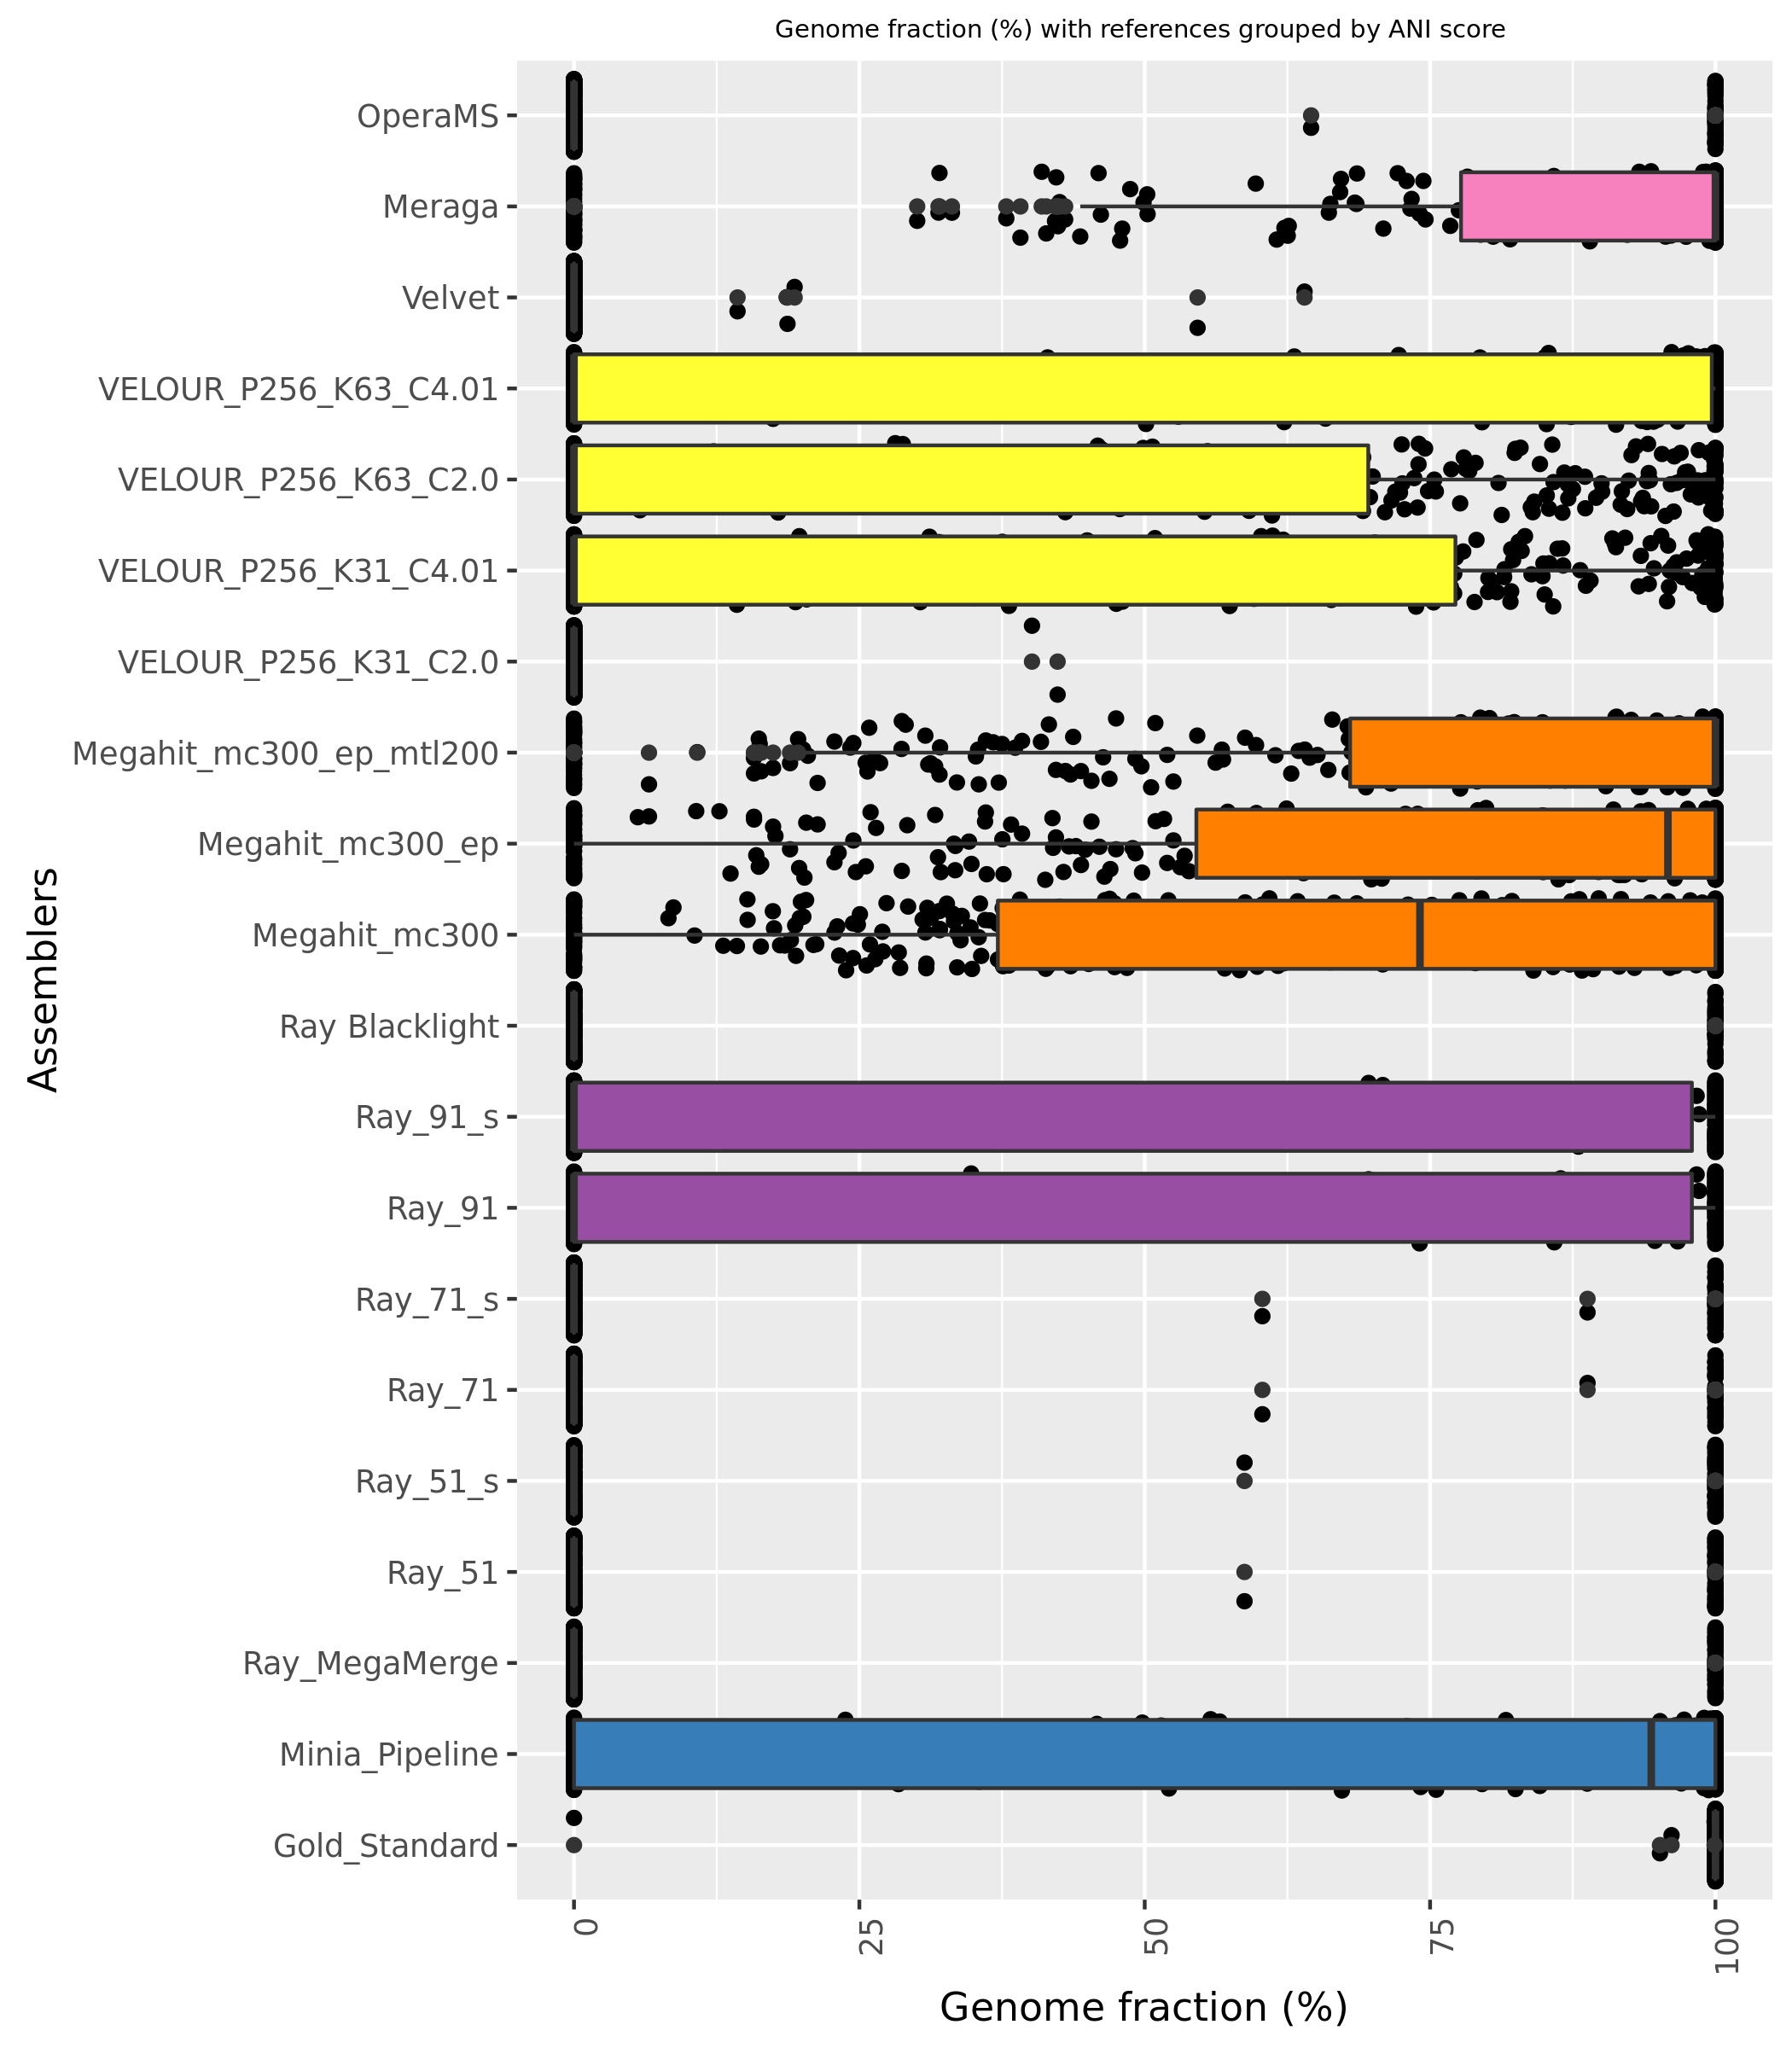 Genome fraction (%) with references grouped by ANI score
OperaMS
Meraga
Velvet
VELOUR_P256_K63_C4.01
VELOUR_P256_K63_C2.0
VELOUR_P256_K31_C4.01
VELOUR_P256_K31_C2.0
Megahit_mc300_ep_mtl200
Megahit_mc300_ep
Megahit_mc300
Ray Blacklight
Ray_91_s
Ray_91
Ray_71_s
Ray_71
Ray_51_s
Ray_51
Ray_MegaMerge
Minia_Pipeline
Gold_Standard
Assemblers
0
25
50
75
100
Genome fraction (%)